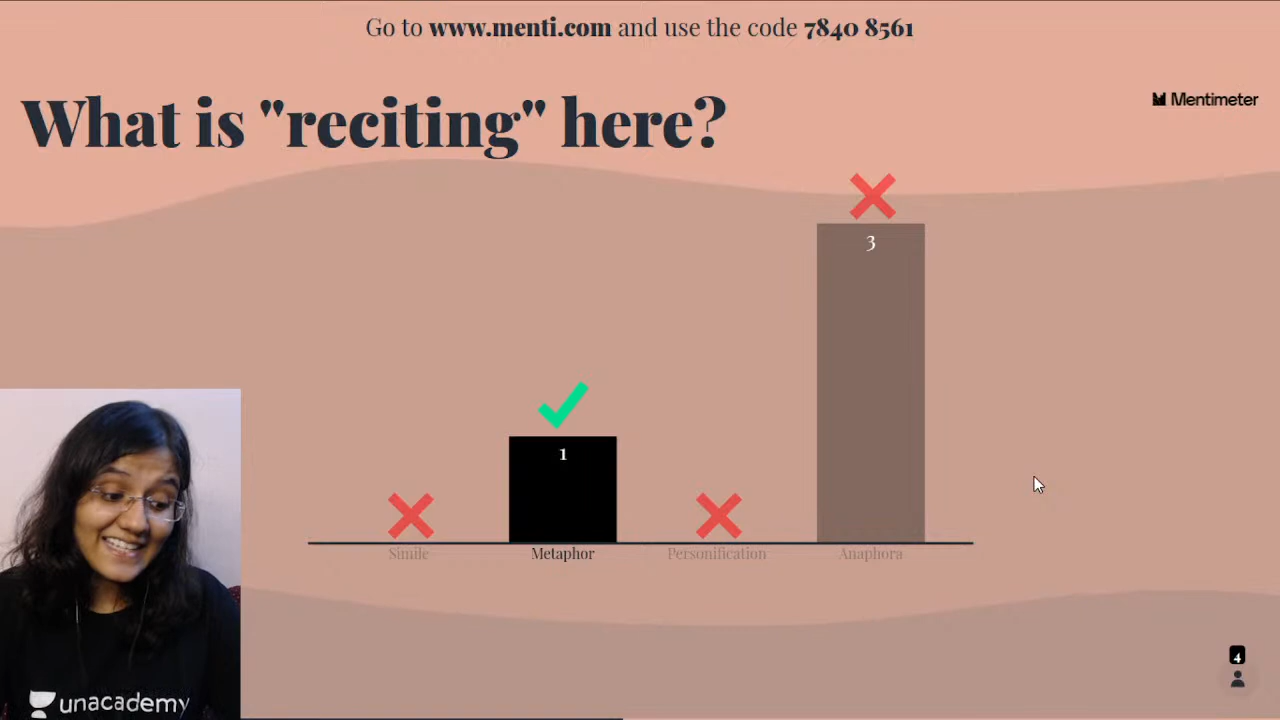 Go to www.menti.com and use the code 7840 8561
What is "reciting" here?
Mentimeter
3
1
Simile
Metaphor
Personification
Anaphora
4
unacademy